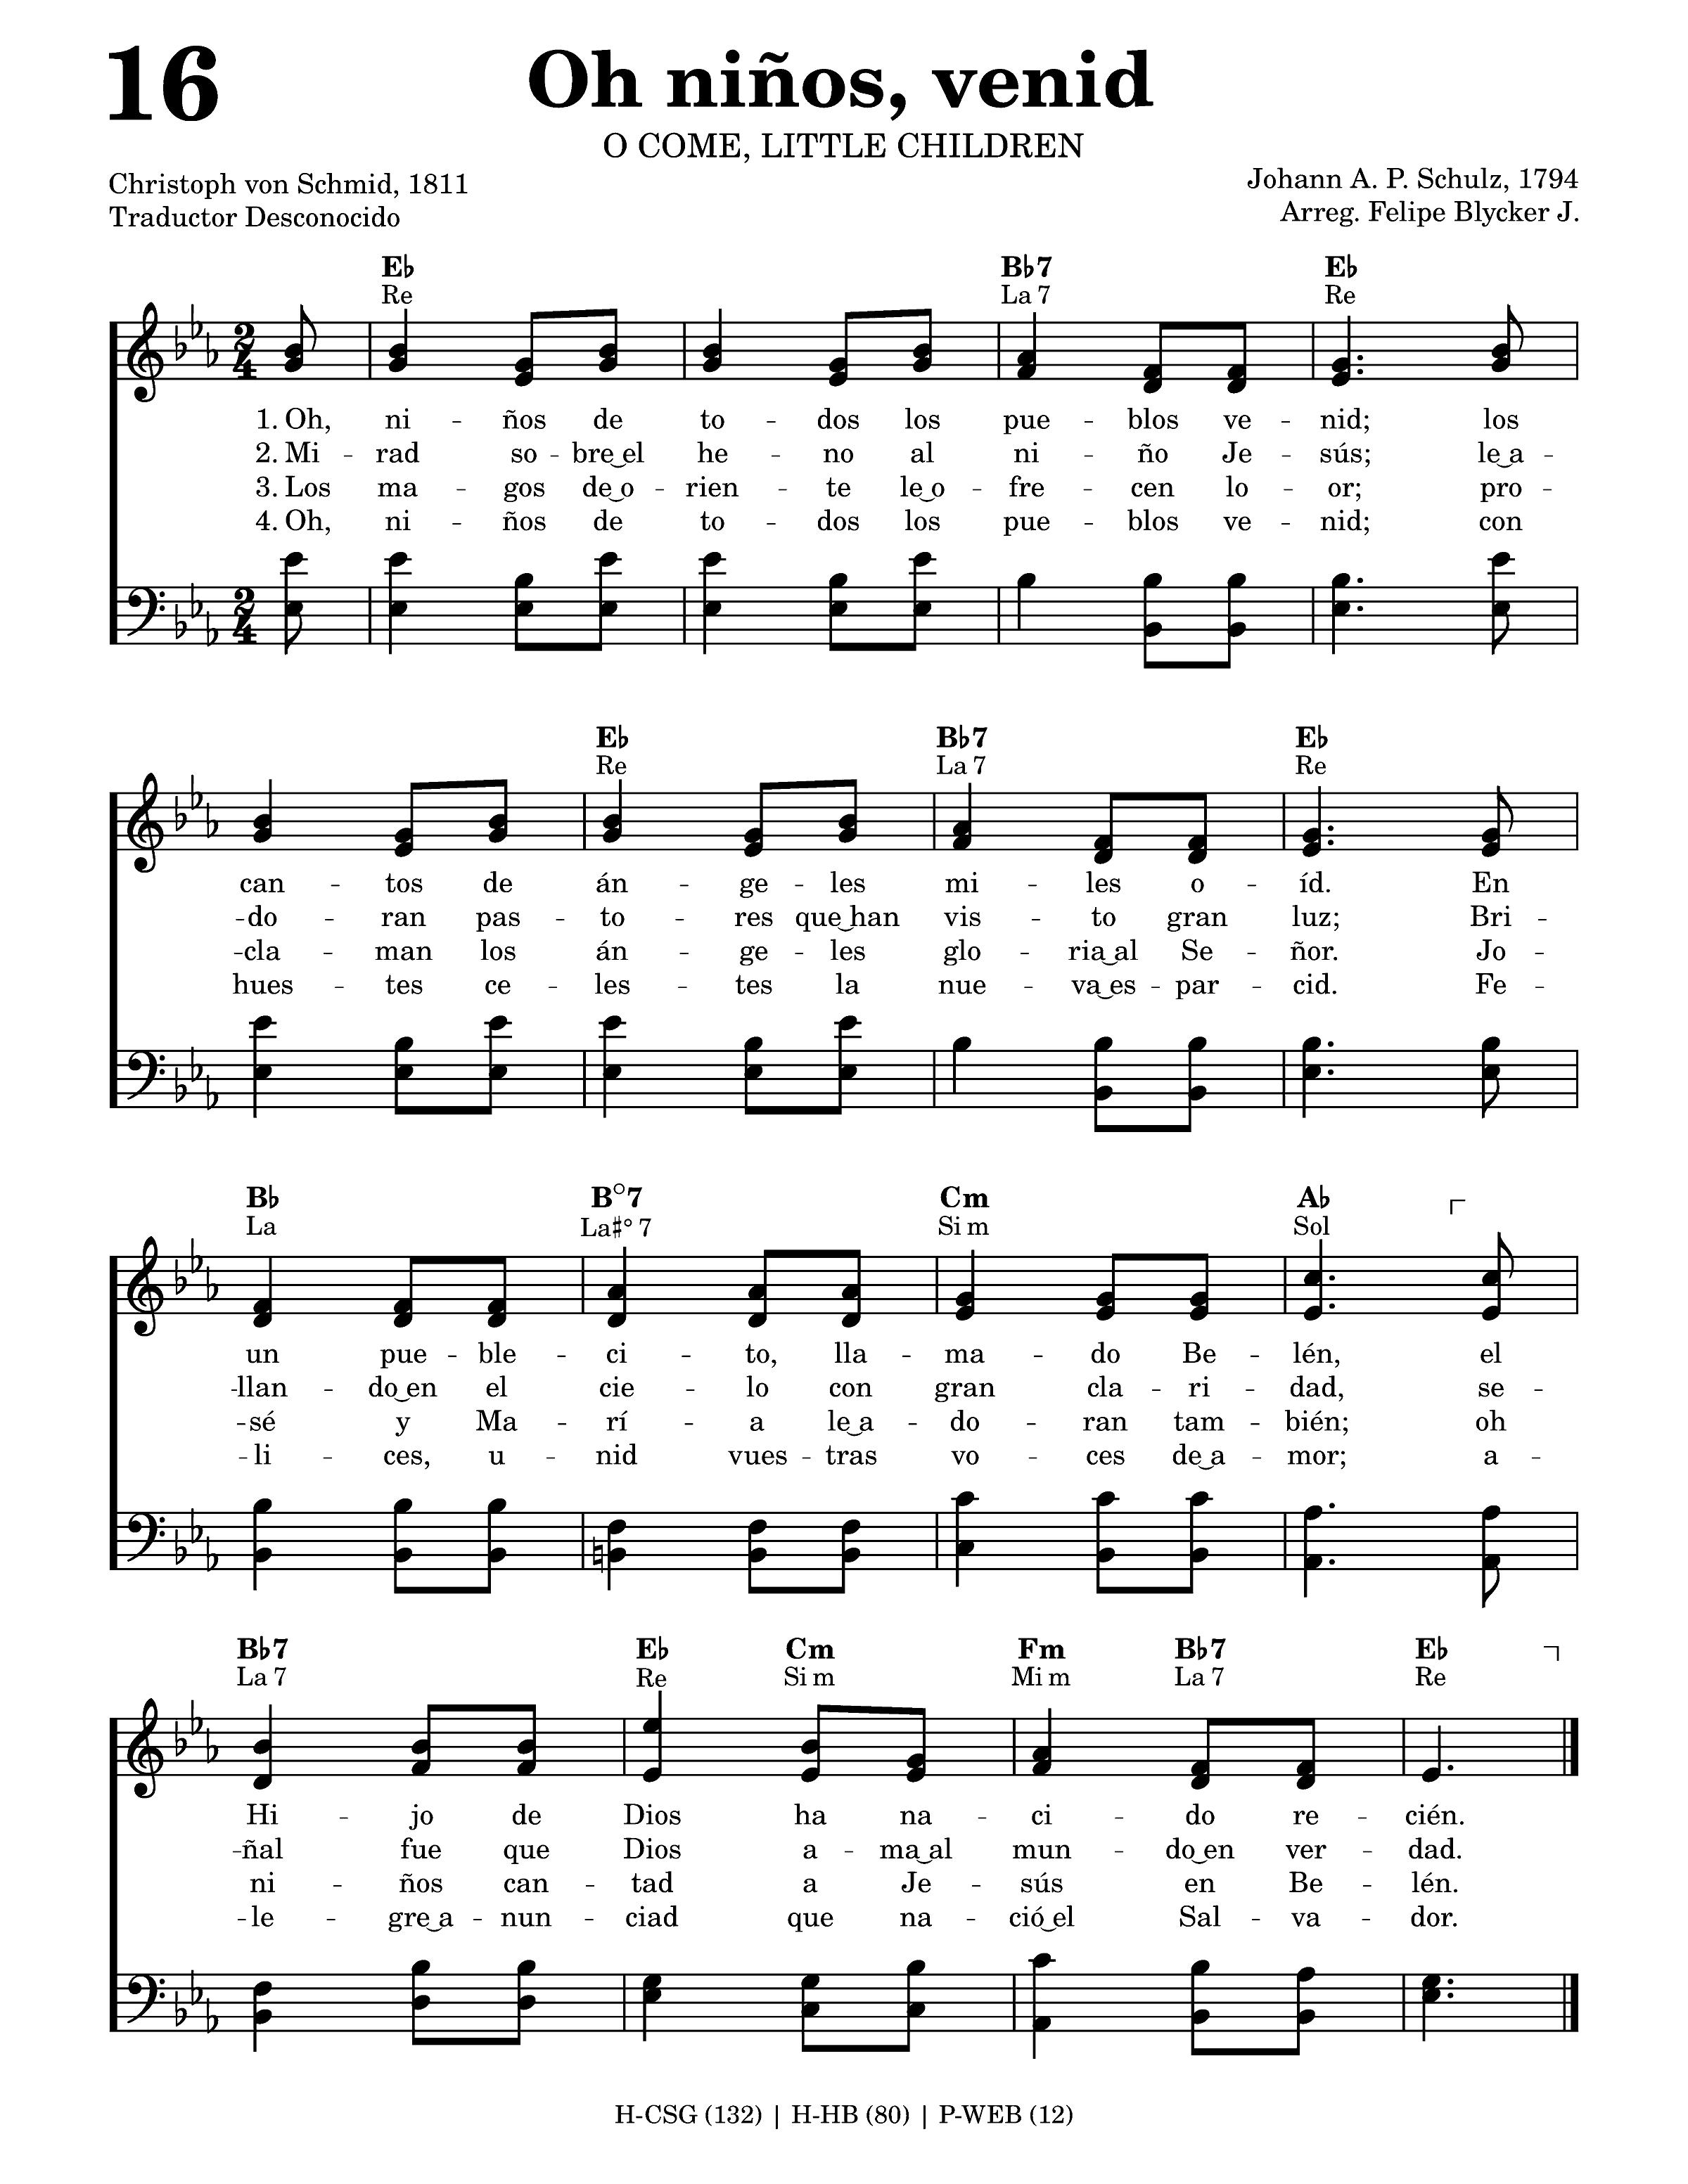 16
Oh niños, venid
O COME, LITTLE CHILDREN
Christoph von Schmid, 1811
Traductor Desconocido
Johann A. P. Schulz, 1794
Arreg. Felipe Blycker J.
E♭ B♭7 E♭
Re La 7 Re
2 4
1. Oh, ni - ños de to - dos los pue - blos ve - nid; los
2. Mi - rad so - bre‿el he - no al ni - ño Je - sús; le‿a -
3. Los ma - gos de‿o - rien - te le‿o - fre - cen lo - or; pro -
4. Oh, ni - ños de to - dos los pue - blos ve - nid; con
2 4
E♭ B♭7 E♭
Re La 7 Re
can - tos de án - ge - les mi - les o - íd. En
-do - ran pas - to - res que‿han vis - to gran luz; Bri -
-cla - man los án - ge - les glo - ria‿al Se - ñor. Jo -
hues - tes ce - les - tes la nue - va‿es - par - cid. Fe -
B♭ B°7 Cm A♭
La La♯° 7 Si m Sol
un pue - ble - ci - to, lla - ma - do Be - lén, el
-llan - do‿en el cie - lo con gran cla - ri - dad, se -
-sé y Ma - rí - a le‿a - do - ran tam - bién; oh
-li - ces, u - nid vues - tras vo - ces de‿a - mor; a -
B♭7 E♭ Cm Fm B♭7 E♭
La 7 Re Si m Mi m La 7 Re
Hi - jo de Dios ha na - ci - do re - cién.
-ñal fue que Dios a - ma‿al mun - do‿en ver - dad.
ni - ños can - tad a Je - sús en Be - lén.
-le - gre‿a - nun - ciad que na - ció‿el Sal - va - dor.
H-CSG (132) | H-HB (80) | P-WEB (12)